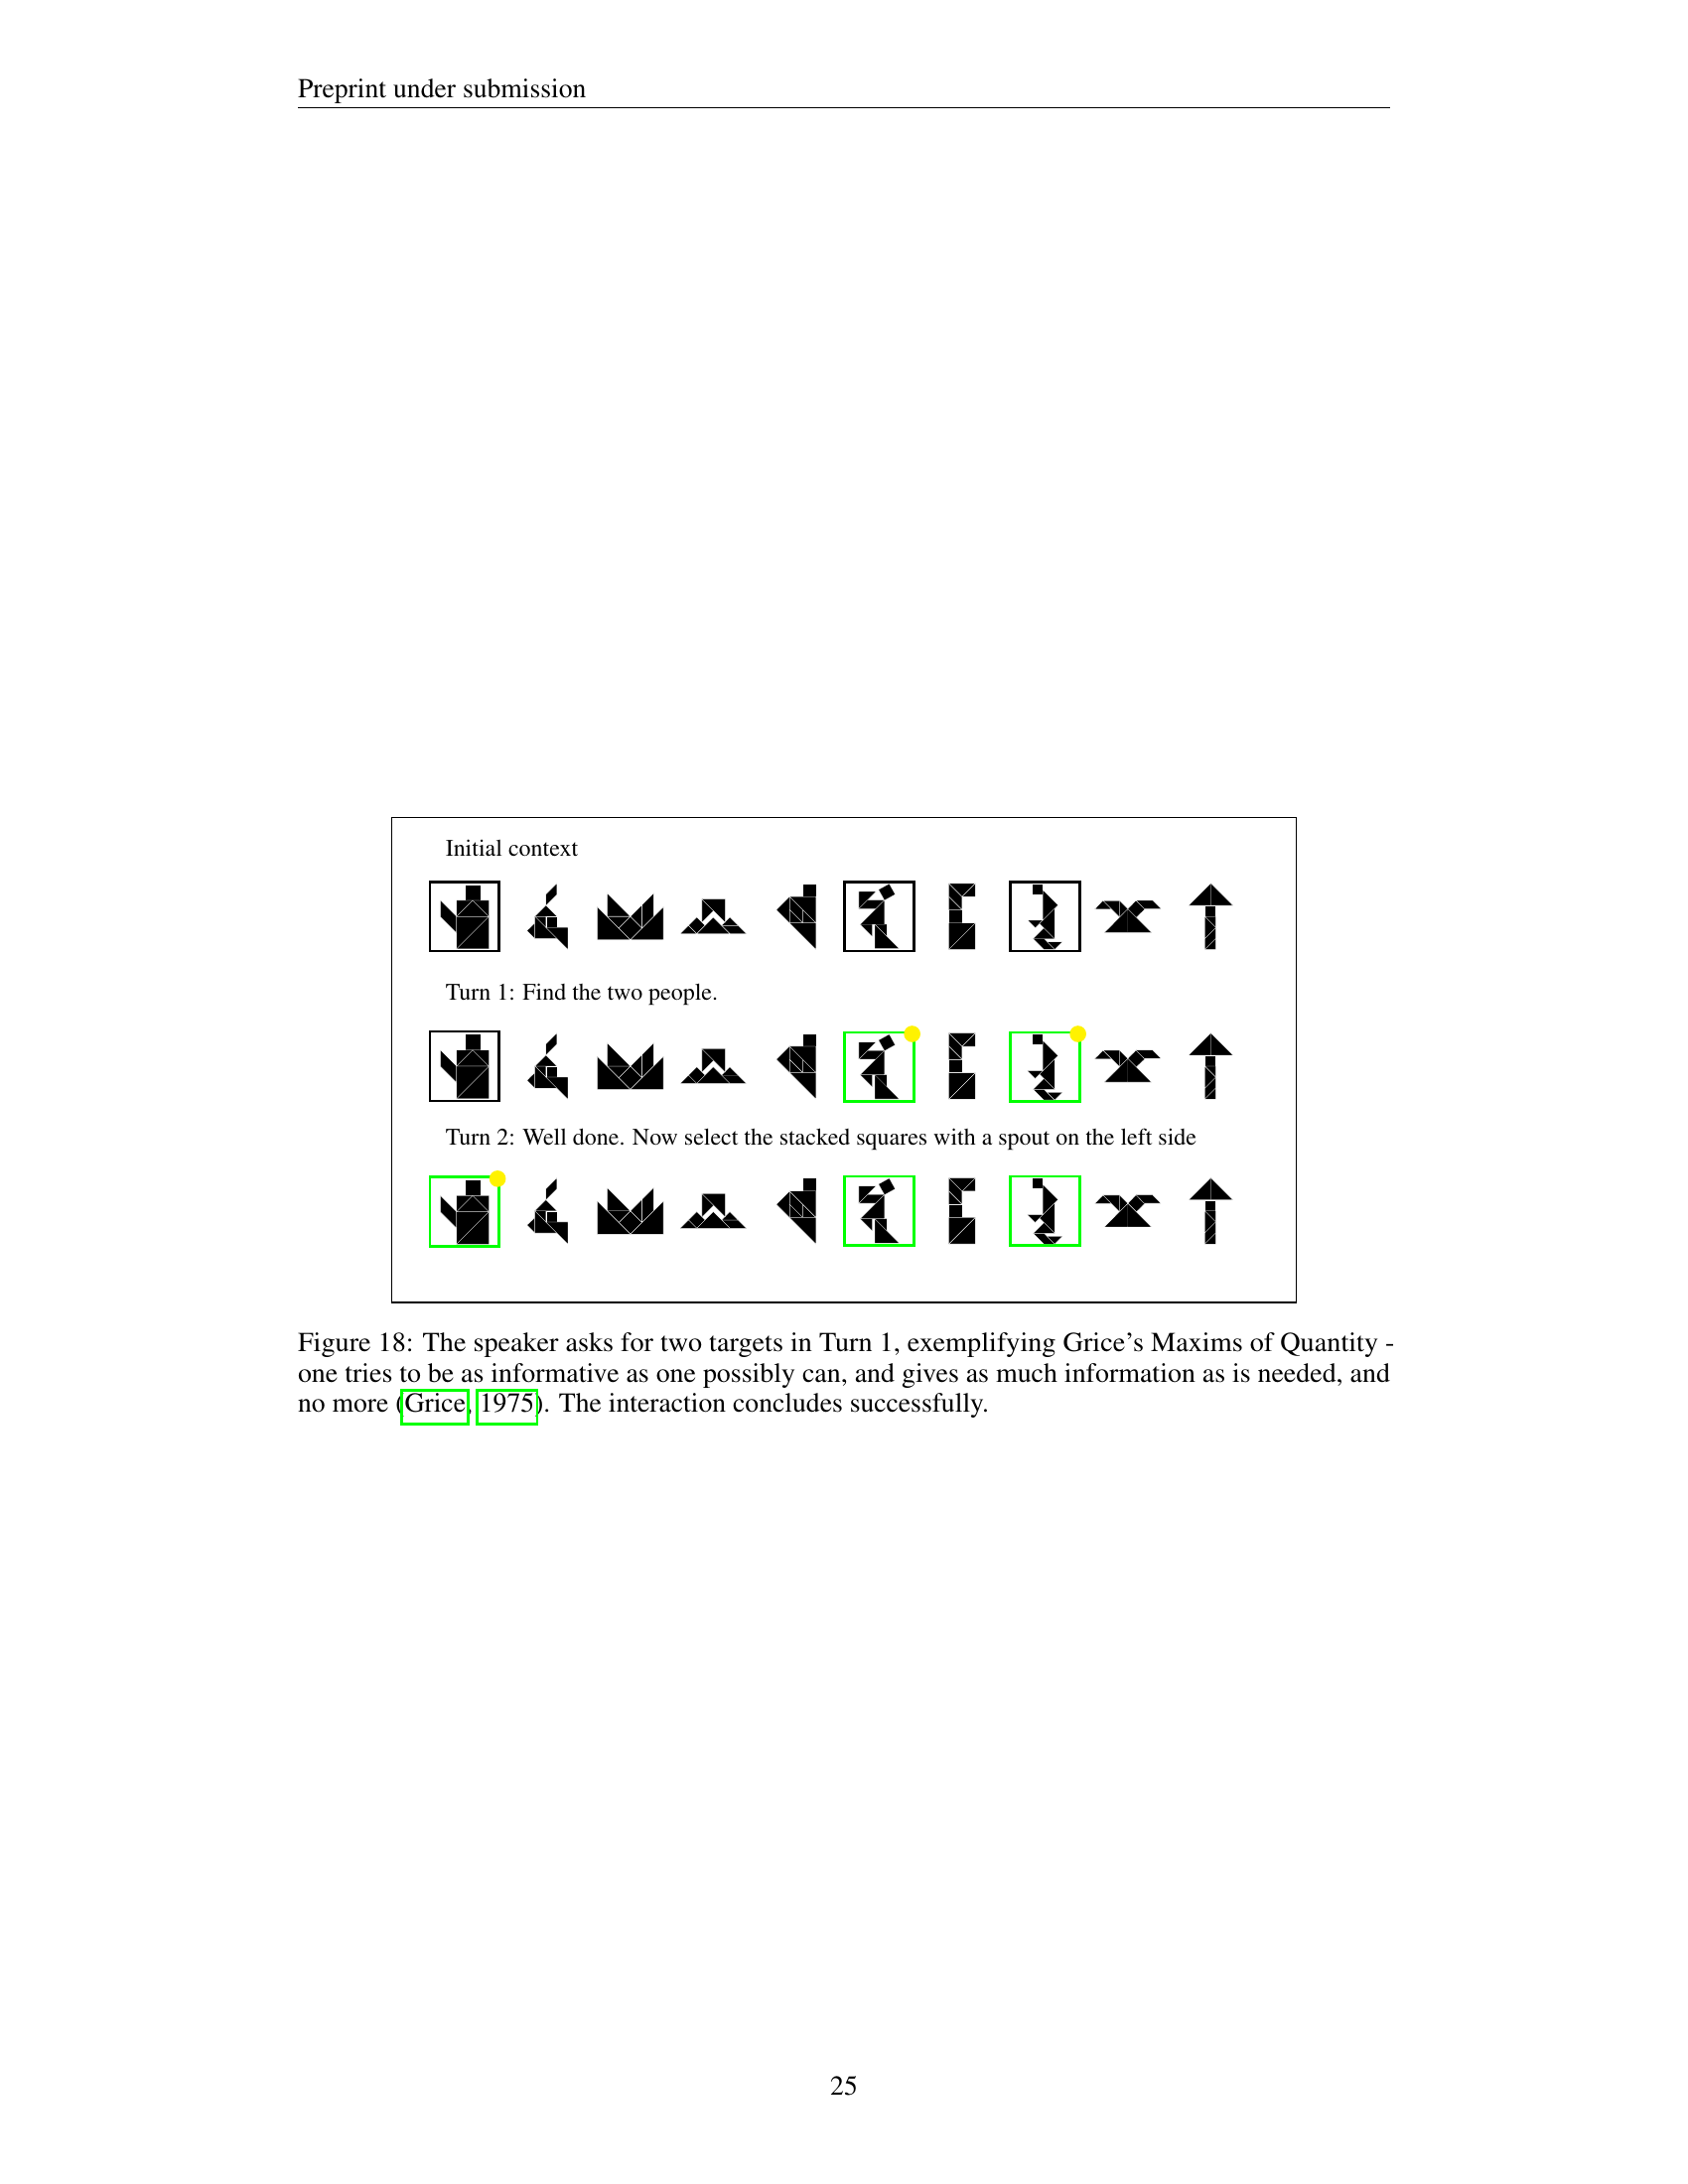 Preprint under submission
Initial context
Turn 1: Find the two people.
Turn 2: Well done. Now select the stacked squares with a spout on the left side
Figure 18: The speaker asks for two targets in Turn 1, exemplifying Grice's Maxims of Quantity -
one tries to be as informative as one possibly can, and gives as much information as is needed, and
no more (Grice, 1975). The interaction concludes successfully.
25